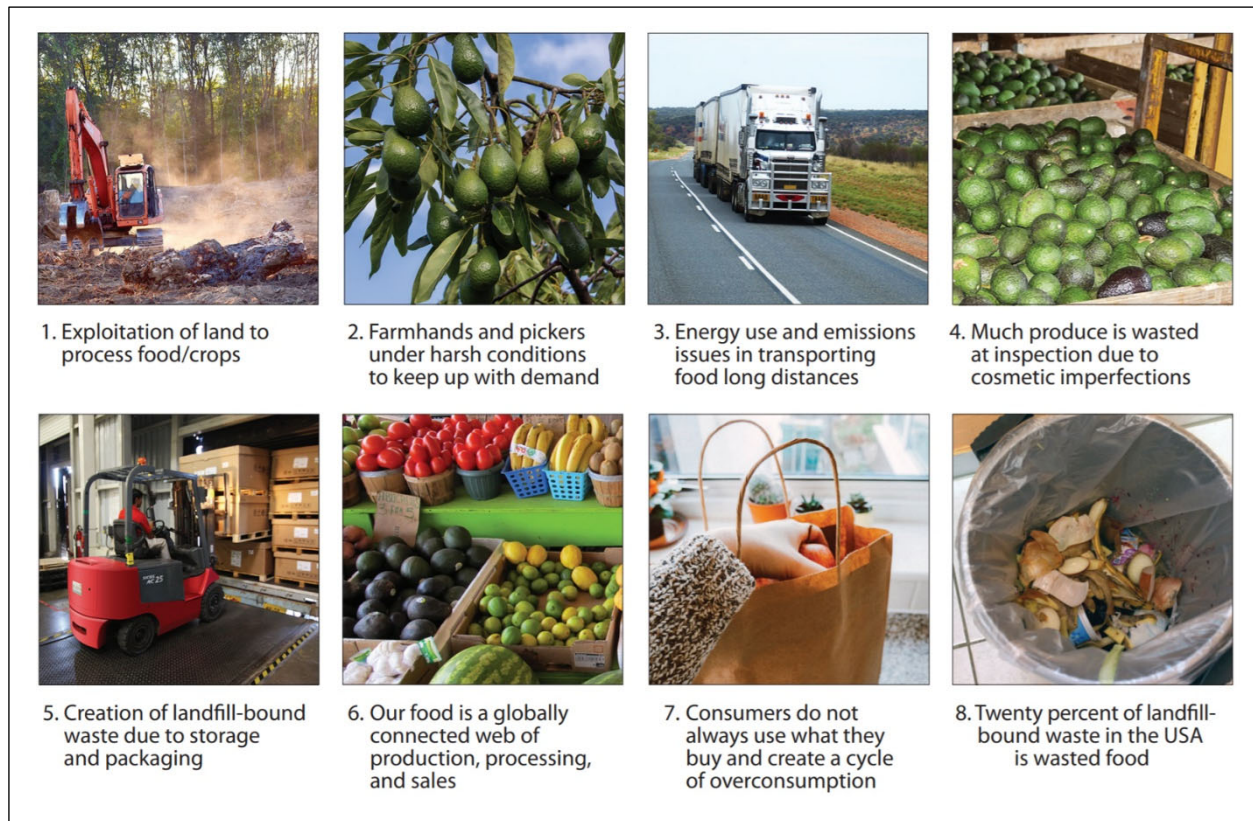 1. Exploitation of land to
process food/crops
2. Farmhands and pickers
under harsh conditions
to keep up with demand
3. Energy use and emissions
issues in transporting
food long distances
4. Much produce is wasted
at inspection due to
cosmetic imperfections
5. Creation of landfill-bound
waste due to storage
and packaging
6. Our food is a globally
connected web of
production, processing,
and sales
7. Consumers do not
always use what they
buy and create a cycle
of overconsumption
8. Twenty percent of landfill-
bound waste in the USA
is wasted food